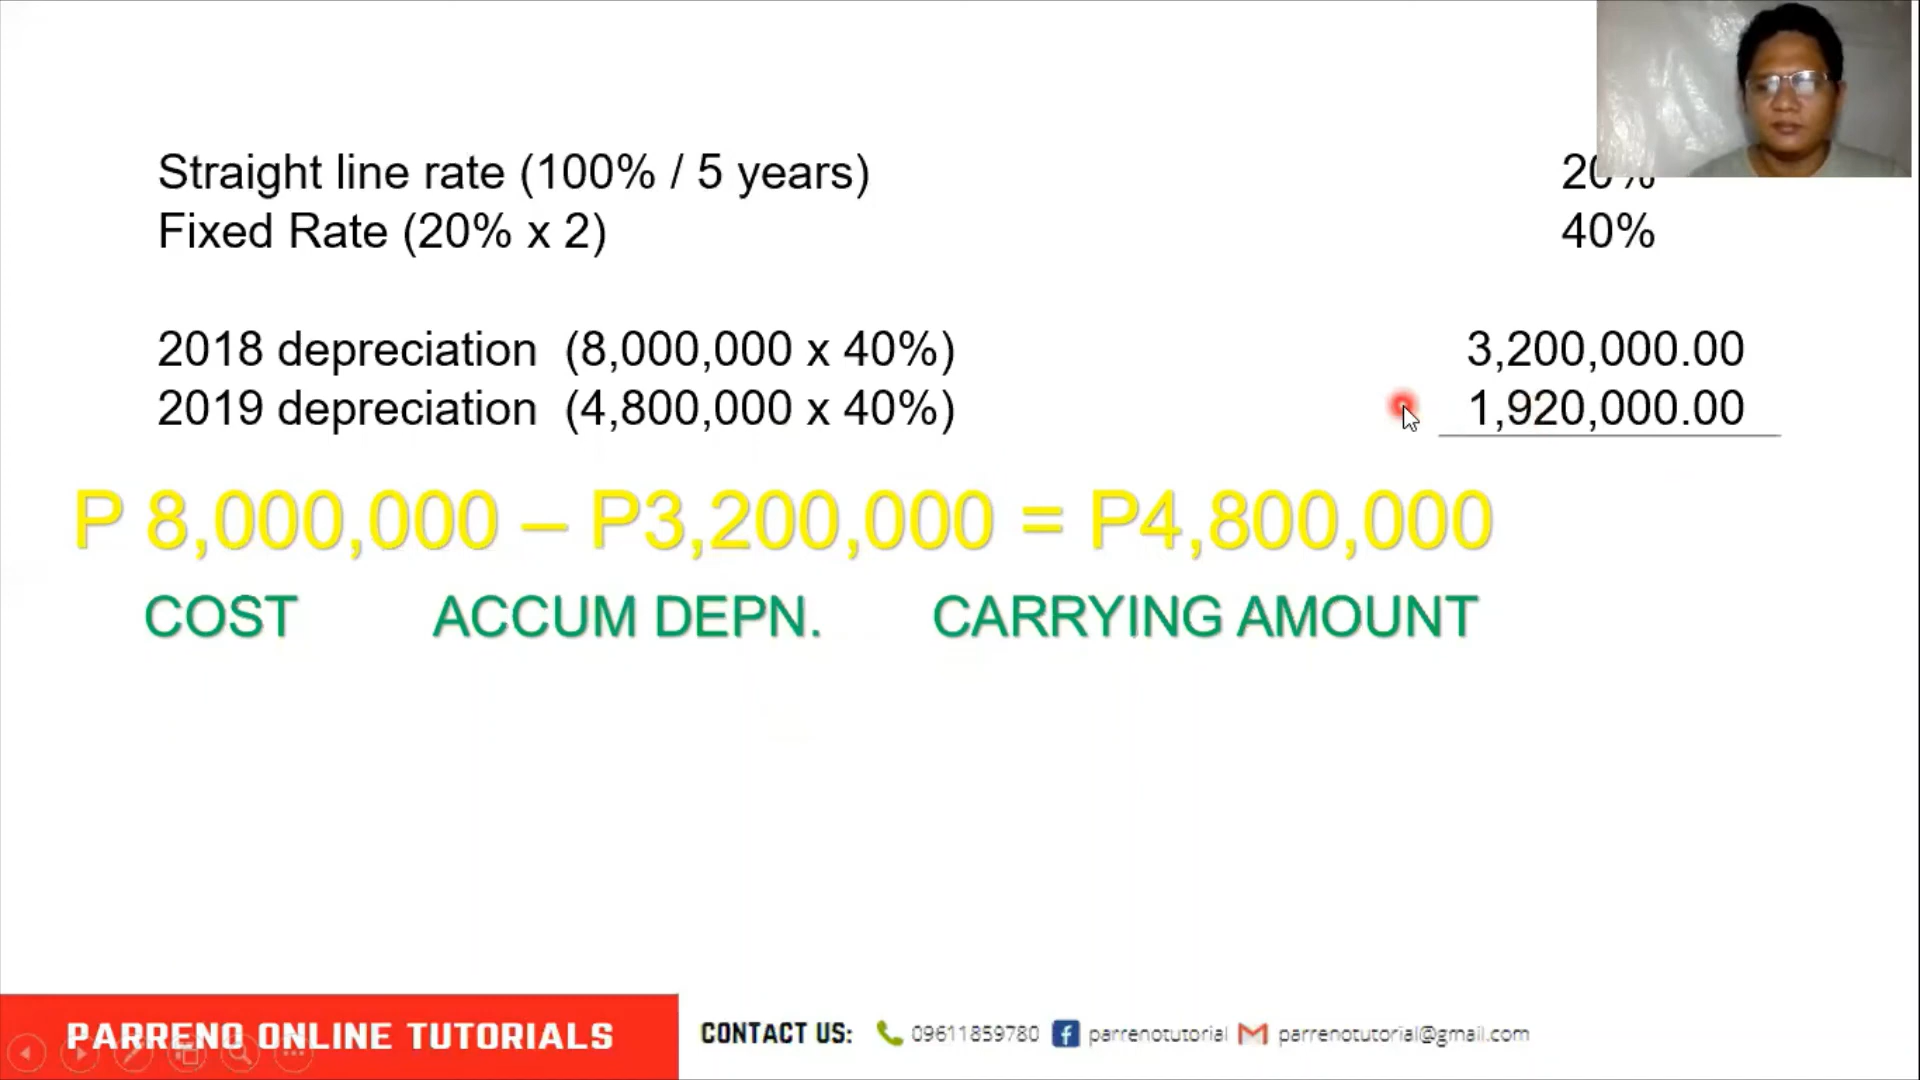 Straight line rate (100% / 5 years) 20%
Fixed Rate (20% x 2) 40%
2018 depreciation (8,000,000 x 40%) 3,200,000.00
2019 depreciation (4,800,000 x 40%) 1,920,000.00
P 8,000,000 – P3,200,000 = P4,800,000
COST ACCUM DEPN. CARRYING AMOUNT
PARRENO ONLINE TUTORIALS CONTACT US: 09611859780 parrenotutorial parrenotutorial@gmail.com